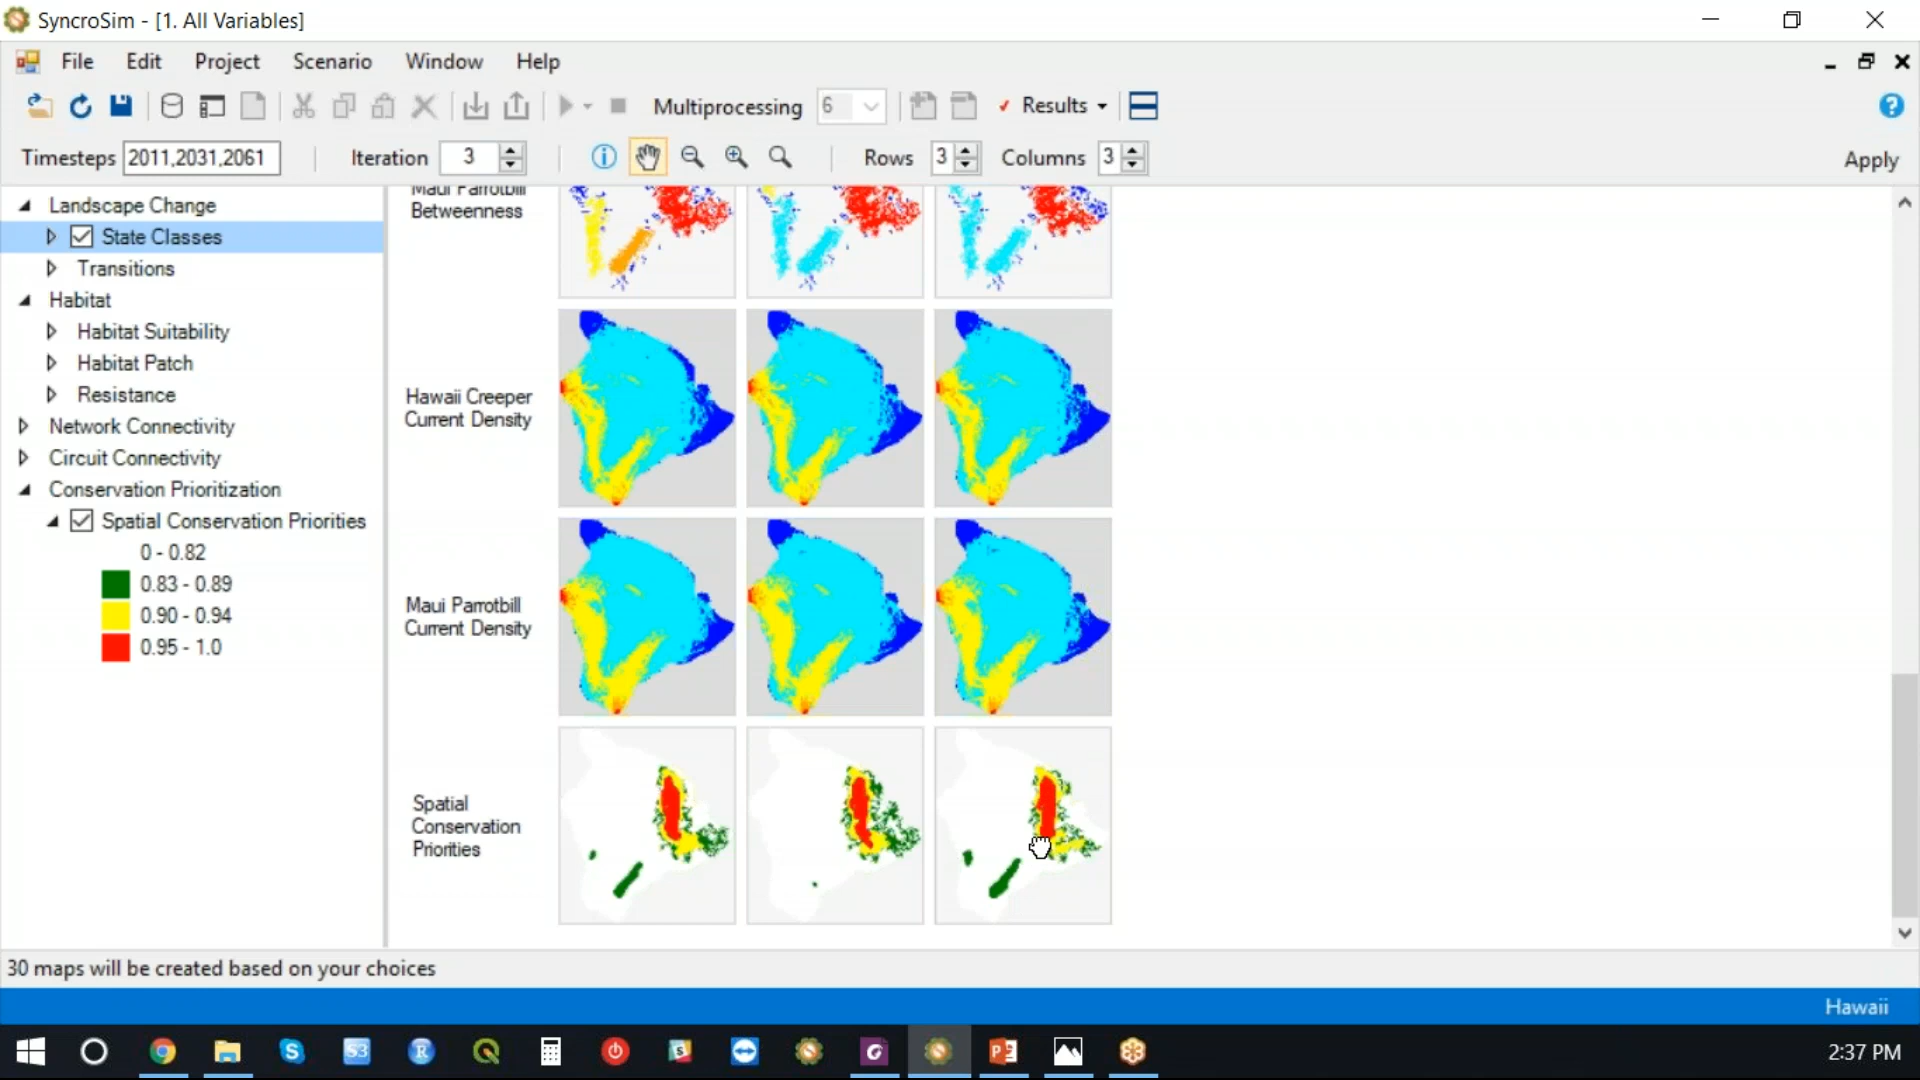 SyncroSim - [1. All Variables]
File Edit Project Scenario Window Help
Multiprocessing 6 Results
Timesteps 2011,2031,2061 Iteration 3 Rows 3 Columns 3 Apply
Landscape Change
State Classes
Transitions
Habitat
Habitat Suitability
Habitat Patch
Resistance
Network Connectivity
Circuit Connectivity
Conservation Prioritization
Spatial Conservation Priorities
0 - 0.82
0.83 - 0.89
0.90 - 0.94
0.95 - 1.0
Maui Parrotbill
Betweenness
Hawaii Creeper
Current Density
Maui Parrotbill
Current Density
Spatial
Conservation
Priorities
30 maps will be created based on your choices
Hawaii
2:37 PM